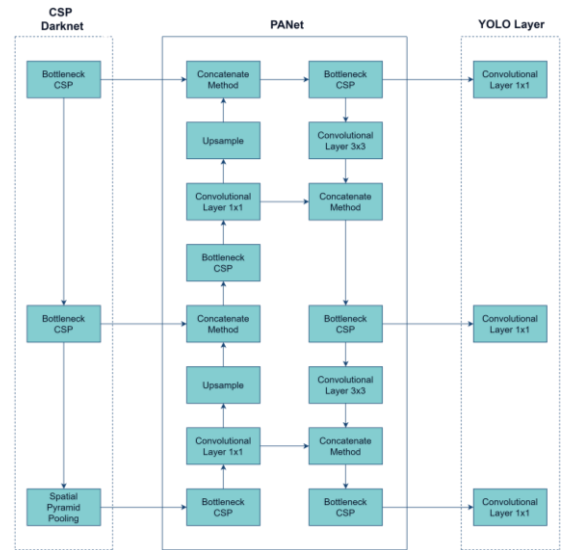 CSP
Darknet
PANet
YOLO Layer
Bottleneck
CSP
Concatenate
Method
Bottleneck
CSP
Convolutional
Layer 1x1
Upsample
Convolutional
Layer 3x3
Convolutional
Layer 1x1
Concatenate
Method
Bottleneck
CSP
Bottleneck
CSP
Concatenate
Method
Bottleneck
CSP
Convolutional
Layer 1x1
Upsample
Convolutional
Layer 3x3
Convolutional
Layer 1x1
Concatenate
Method
Spatial
Pyramid
Pooling
Bottleneck
CSP
Bottleneck
CSP
Convolutional
Layer 1x1